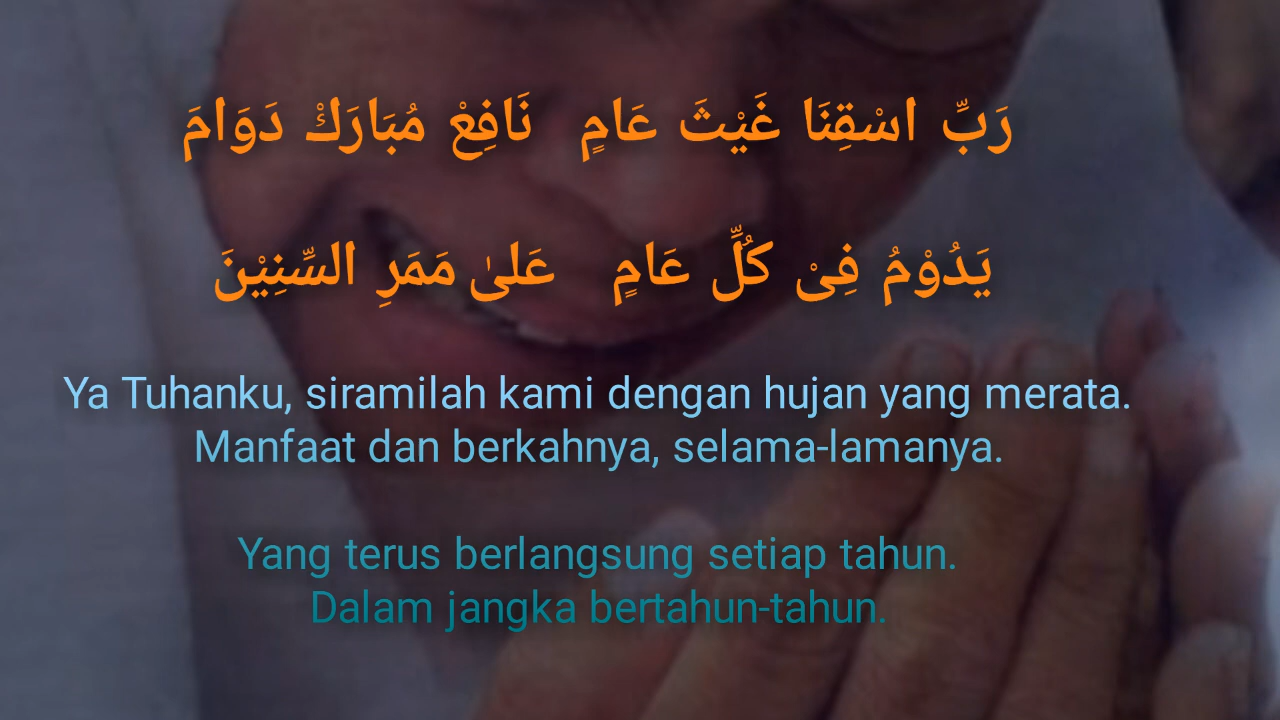 رَبِّ اسْقِنَا غَيْثَ عَامٍ نَافِعْ مُبَارَكْ دَوَامَ
يَدُوْمُ فِىْ كُلِّ عَامٍ عَلىٰ مَمَرِ السِّنِيْنَ
Ya Tuhanku, siramilah kami dengan hujan yang merata.
Manfaat dan berkahnya, selama-lamanya.
Yang terus berlangsung setiap tahun.
Dalam jangka bertahun-tahun.